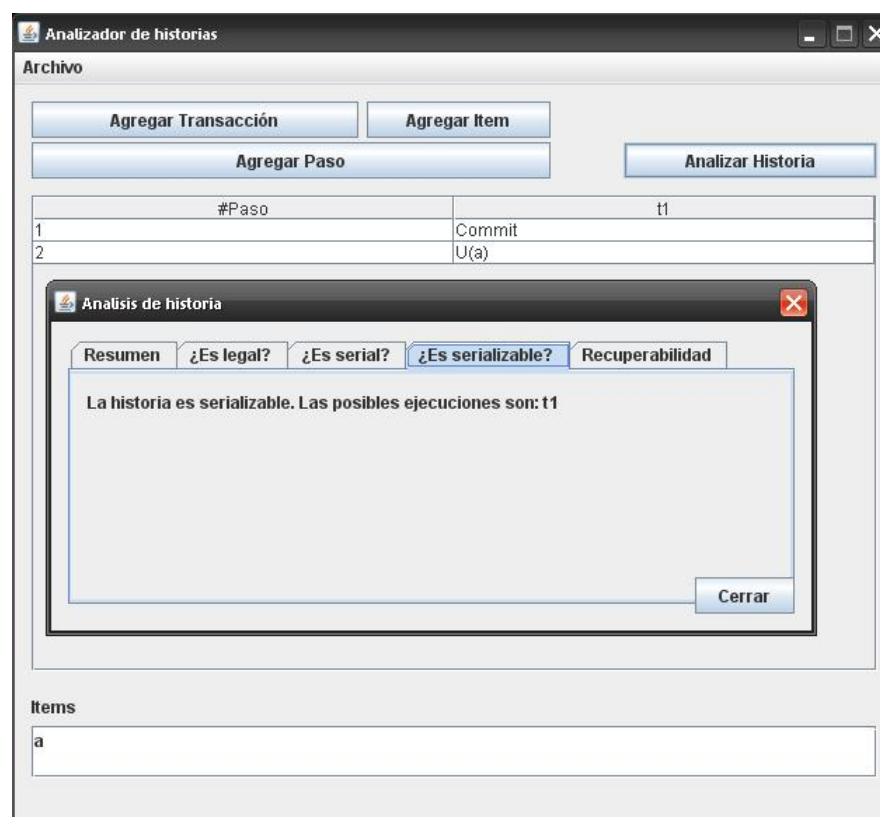 Analizador de historias
Archivo
Agregar Transacción Agregar Item
Agregar Paso Analizar Historia
#Paso t1
1 Commit
2 U(a)
Analisis de historia
Resumen ¿Es legal? ¿Es serial? ¿Es serializable? Recuperabilidad
La historia es serializable. Las posibles ejecuciones son: t1
Cerrar
Items
a